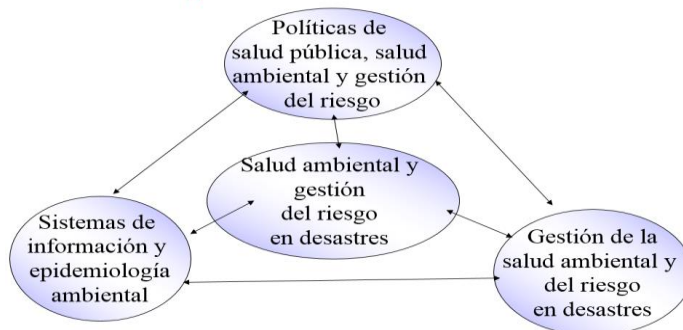 Políticas de
salud pública, salud
ambiental y gestión
del riesgo
Salud ambiental y
gestión
del riesgo
en desastres
Sistemas de
información y
epidemiología
ambiental
Gestión de la
salud ambiental y
del riesgo
en desastres